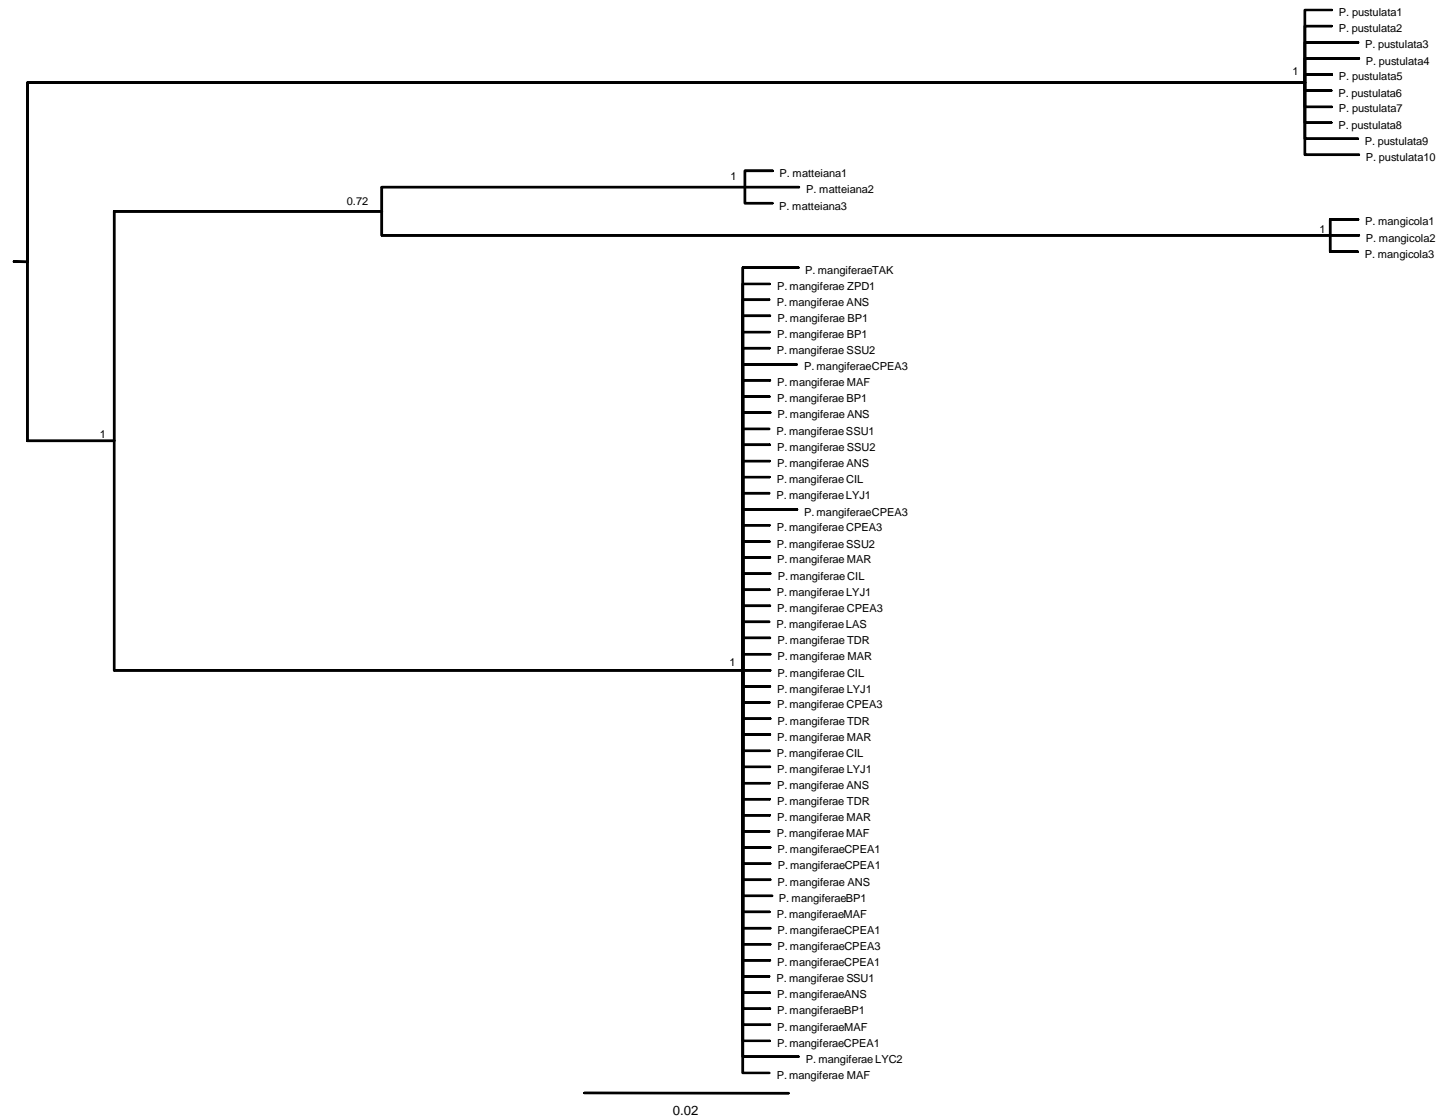 P. pustulata1
P. pustulata2
P. pustulata3
P. pustulata4
1
P. pustulata5
P. pustulata6
P. pustulata7
P. pustulata8
P. pustulata9
P. pustulata10
P. matteiana1
1
P. matteiana2
0.72
P. matteiana3
P. mangicola1
1
P. mangicola2
P. mangicola3
P. mangiferaeTAK
P. mangiferae ZPD1
P. mangiferae ANS
P. mangiferae BP1
P. mangiferae BP1
P. mangiferae SSU2
P. mangiferaeCPEA3
P. mangiferae MAF
P. mangiferae BP1
P. mangiferae ANS
P. mangiferae SSU1
1
P. mangiferae SSU2
P. mangiferae ANS
P. mangiferae CIL
P. mangiferae LYJ1
P. mangiferaeCPEA3
P. mangiferae CPEA3
P. mangiferae SSU2
P. mangiferae MAR
P. mangiferae CIL
P. mangiferae LYJ1
P. mangiferae CPEA3
P. mangiferae LAS
P. mangiferae TDR
P. mangiferae MAR
1
P. mangiferae CIL
P. mangiferae LYJ1
P. mangiferae CPEA3
P. mangiferae TDR
P. mangiferae MAR
P. mangiferae CIL
P. mangiferae LYJ1
P. mangiferae ANS
P. mangiferae TDR
P. mangiferae MAR
P. mangiferae MAF
P. mangiferaeCPEA1
P. mangiferaeCPEA1
P. mangiferae ANS
P. mangiferaeBP1
P. mangiferaeMAF
P. mangiferaeCPEA1
P. mangiferaeCPEA3
P. mangiferaeCPEA1
P. mangiferae SSU1
P. mangiferaeANS
P. mangiferaeBP1
P. mangiferaeMAF
P. mangiferaeCPEA1
P. mangiferae LYC2
P. mangiferae MAF
0.02